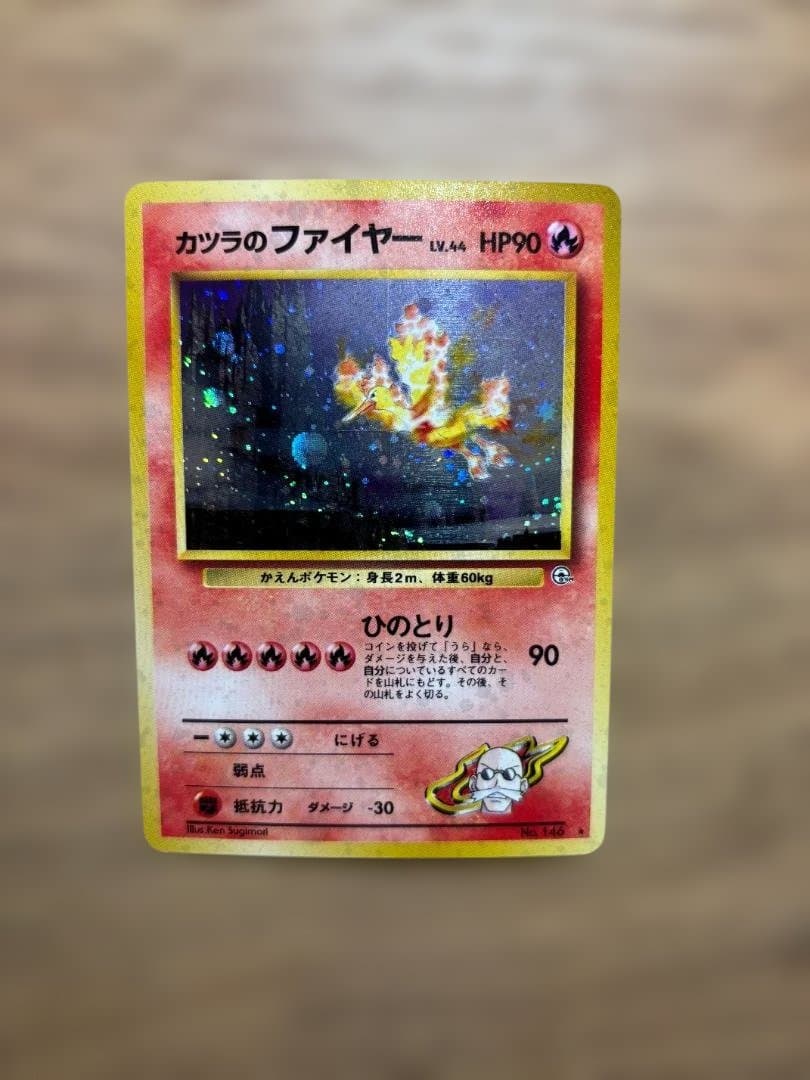 カツラのファイヤー LV.44 HP90
かえんポケモン：身長2m、体重60kg
ひのとり
コインを投げて「うら」なら、
ダメージを与えた後、自分と、
自分についているすべてのカー
ドを山札にもどす。その後、そ
の山札をよく切る。
90
にげる
弱点
抵抗力 ダメージ -30
Illus. Ken Sugimori No. 146 ★